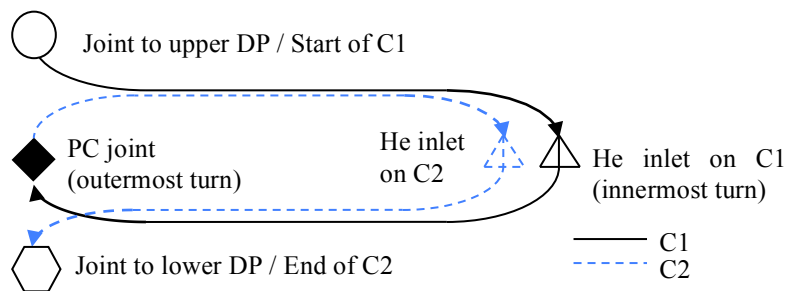 Joint to upper DP / Start of C1
PC joint
(outermost turn)
He inlet
on C2
He inlet on C1
(innermost turn)
Joint to lower DP / End of C2
C1
C2